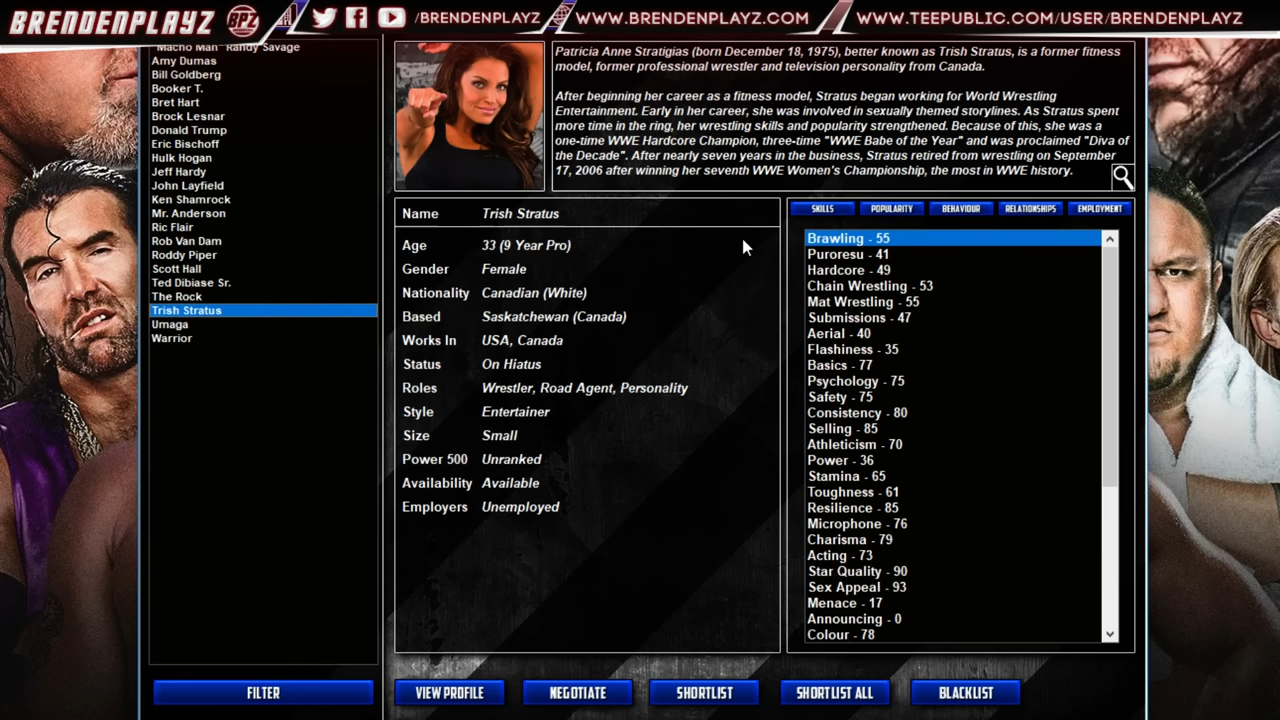 BRENDENPLAYZ BPZ /BRENDENPLAYZ WWW.BRENDENPLAYZ.COM WWW.TEEPUBLIC.COM/USER/BRENDENPLAYZ
"Macho Man" Randy Savage
Amy Dumas
Bill Goldberg
Booker T.
Bret Hart
Brock Lesnar
Donald Trump
Eric Bischoff
Hulk Hogan
Jeff Hardy
John Layfield
Ken Shamrock
Mr. Anderson
Ric Flair
Rob Van Dam
Roddy Piper
Scott Hall
Ted Dibiase Sr.
The Rock
Trish Stratus
Umaga
Warrior
FILTER
Patricia Anne Stratigias (born December 18, 1975), better known as Trish Stratus, is a former fitness
model, former professional wrestler and television personality from Canada.
After beginning her career as a fitness model, Stratus began working for World Wrestling
Entertainment. Early in her career, she was involved in sexually themed storylines. As Stratus spent
more time in the ring, her wrestling skills and popularity strengthened. Because of this, she was a
one-time WWE Hardcore Champion, three-time "WWE Babe of the Year" and was proclaimed "Diva of
the Decade". After nearly seven years in the business, Stratus retired from wrestling on September
17, 2006 after winning her seventh WWE Women's Championship, the most in WWE history.
Name Trish Stratus
Age 33 (9 Year Pro)
Gender Female
Nationality Canadian (White)
Based Saskatchewan (Canada)
Works In USA, Canada
Status On Hiatus
Roles Wrestler, Road Agent, Personality
Style Entertainer
Size Small
Power 500 Unranked
Availability Available
Employers Unemployed
SKILLS POPULARITY BEHAVIOUR RELATIONSHIPS EMPLOYMENT
Brawling - 55
Puroresu - 41
Hardcore - 49
Chain Wrestling - 53
Mat Wrestling - 55
Submissions - 47
Aerial - 40
Flashiness - 35
Basics - 77
Psychology - 75
Safety - 75
Consistency - 80
Selling - 85
Athleticism - 70
Power - 36
Stamina - 65
Toughness - 61
Resilience - 85
Microphone - 76
Charisma - 79
Acting - 73
Star Quality - 90
Sex Appeal - 93
Menace - 17
Announcing - 0
Colour - 78
VIEW PROFILE NEGOTIATE SHORTLIST SHORTLIST ALL BLACKLIST